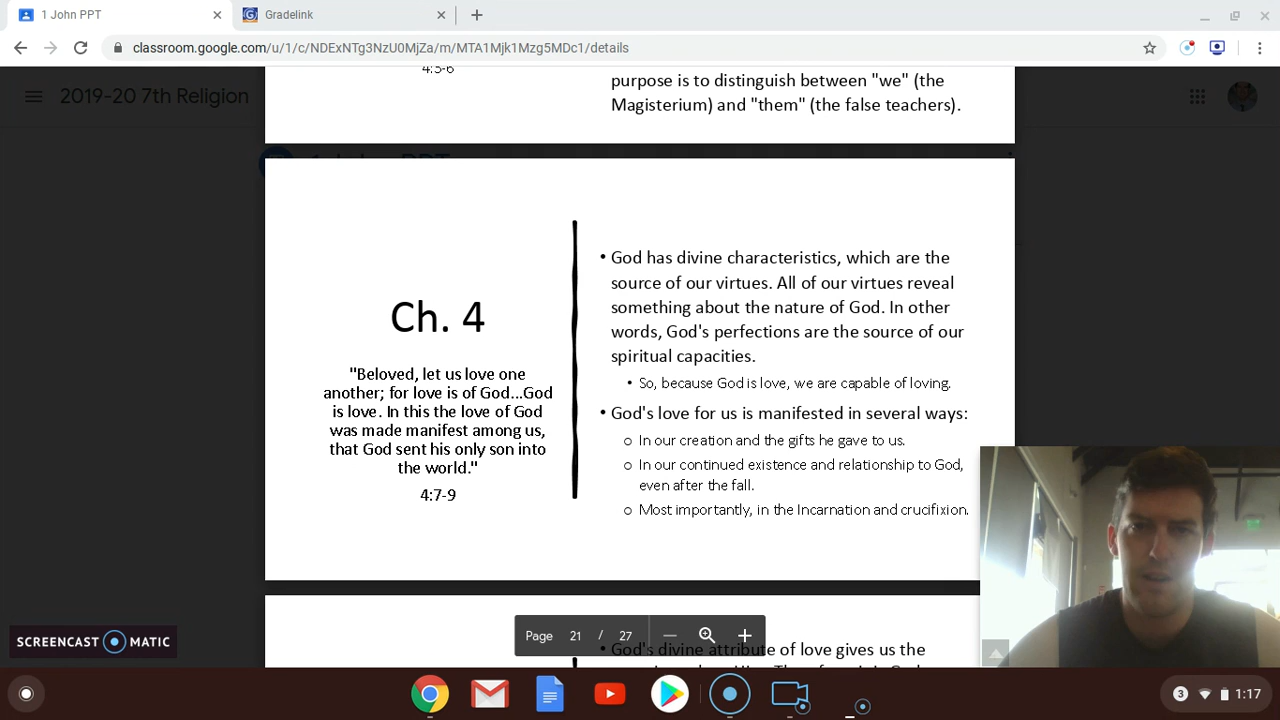 1 John PPT
Gradelink
classroom.google.com/u/1/c/NDExNTg3NzU0MjZa/m/MTA1Mjk1Mzg5MDc1/details
2019-20 7th Religion
4:5-6
purpose is to distinguish between "we" (the
Magisterium) and "them" (the false teachers).
1 John PPT
Ch. 4
"Beloved, let us love one
another; for love is of God...God
is love. In this the love of God
was made manifest among us,
that God sent his only son into
the world."
4:7-9
• God has divine characteristics, which are the
source of our virtues. All of our virtues reveal
something about the nature of God. In other
words, God's perfections are the source of our
spiritual capacities.
• So, because God is love, we are capable of loving.
• God's love for us is manifested in several ways:
o In our creation and the gifts he gave to us.
o In our continued existence and relationship to God,
even after the fall.
o Most importantly, in the Incarnation and crucifixion.
SCREENCAST MATIC
Page 21 / 27
• God's divine attribute of love gives us the
3
1:17